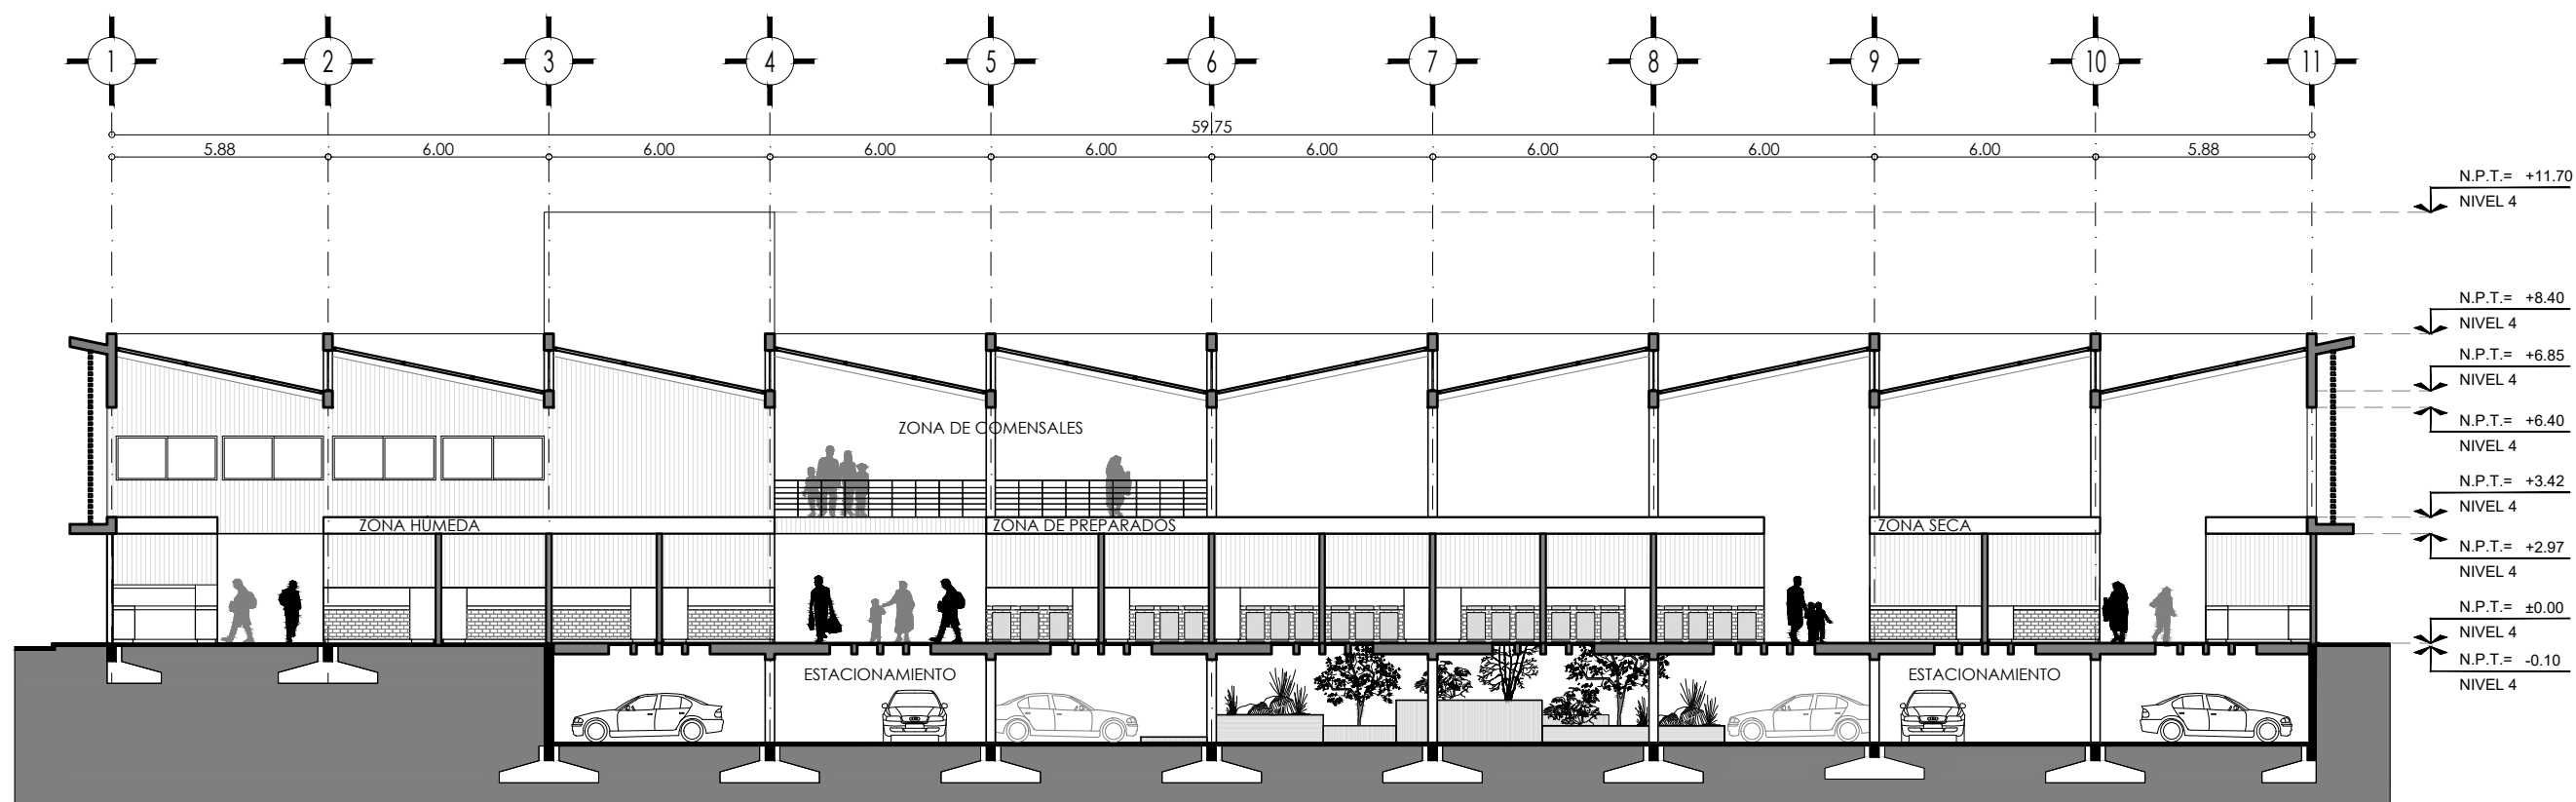 1 2 3 4 5 6 7 8 9 10 11
59.75
5.88 6.00 6.00 6.00 6.00 6.00 6.00 6.00 6.00 5.88
N.P.T.= +11.70
NIVEL 4
N.P.T.= +8.40
NIVEL 4
N.P.T.= +6.85
NIVEL 4
N.P.T.= +6.40
NIVEL 4
ZONA DE COMENSALES
N.P.T.= +3.42
NIVEL 4
ZONA HÚMEDA
ZONA DE PREPARADOS
ZONA SECA
N.P.T.= +2.97
NIVEL 4
N.P.T.= ±0.00
NIVEL 4
N.P.T.= -0.10
NIVEL 4
ESTACIONAMIENTO
ESTACIONAMIENTO